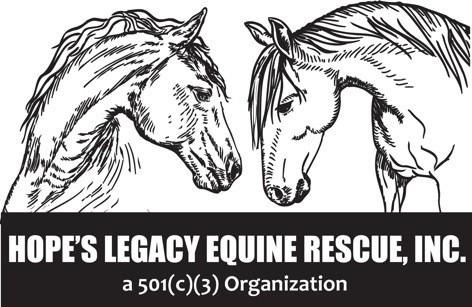 HOPE'S LEGACY EQUINE RESCUE, INC.
a 501(c)(3) Organization